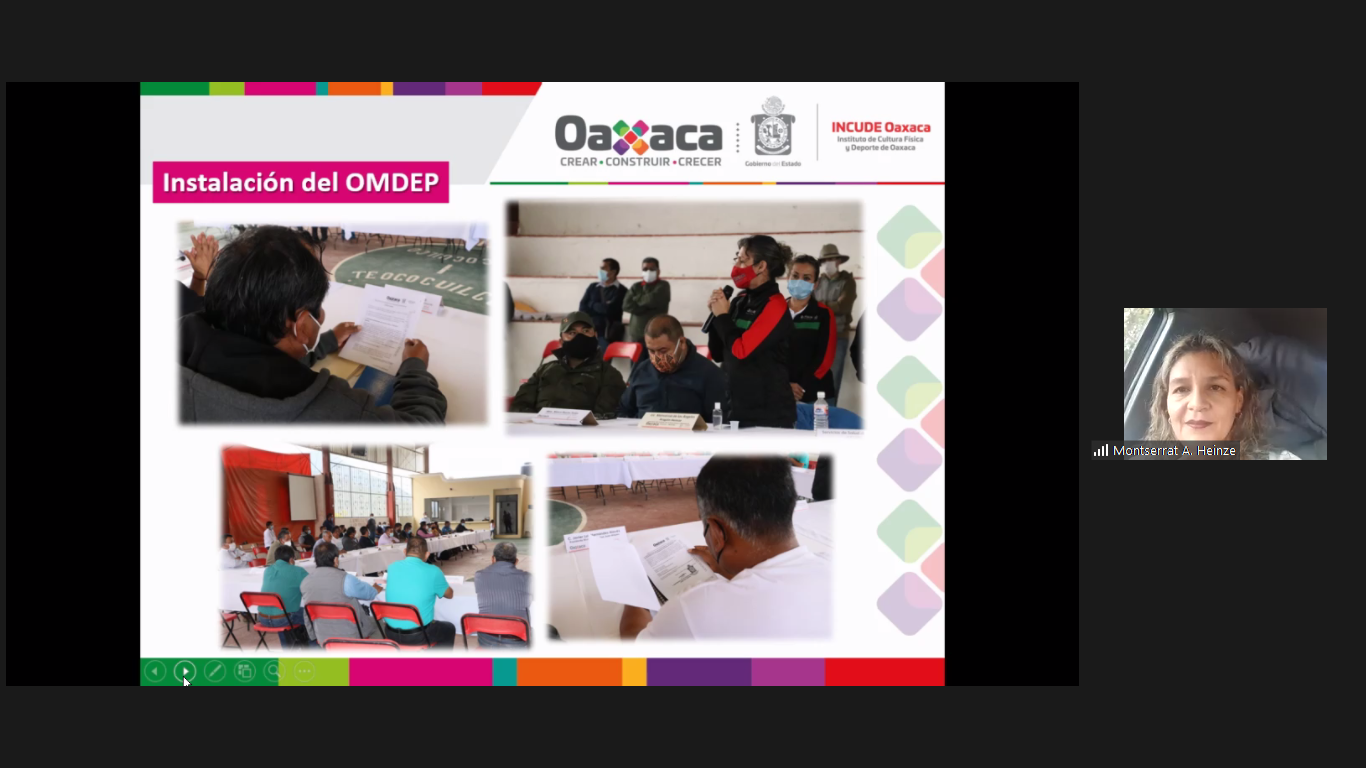 Oaxaca
CREAR • CONSTRUIR • CRECER
Gobierno del Estado
INCUDE Oaxaca
Instituto de Cultura Física
y Deporte de Oaxaca
Instalación del OMDEP
TEOCOCUILC
Montserrat A. Heinze